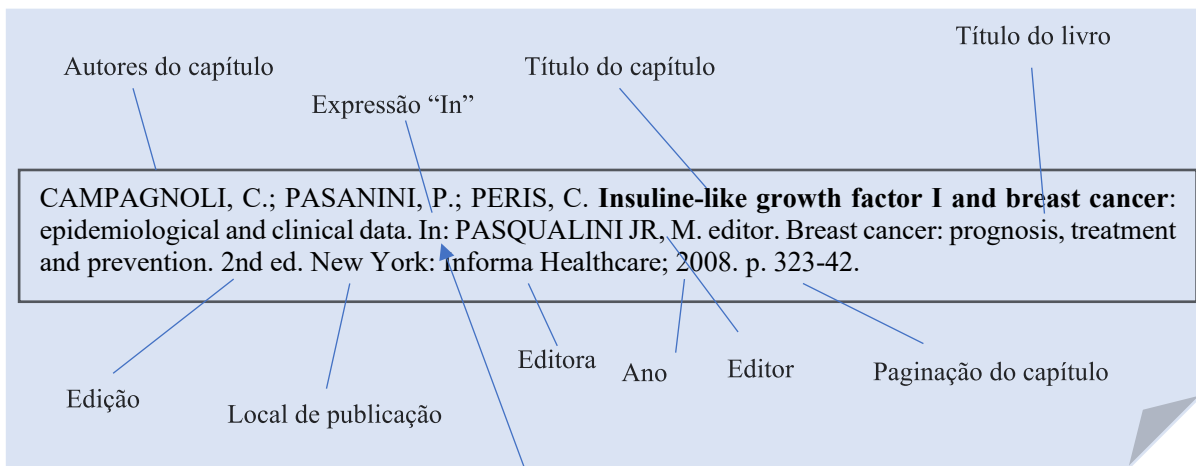 Título do livro
Autores do capítulo
Título do capítulo
Expressão “In”
CAMPAGNOLI, C.; PASANINI, P.; PERIS, C. Insuline-like growth factor I and breast cancer:
epidemiological and clinical data. In: PASQUALINI JR, M. editor. Breast cancer: prognosis, treatment
and prevention. 2nd ed. New York: Informa Healthcare; 2008. p. 323-42.
Editora
Ano
Editor
Paginação do capítulo
Edição
Local de publicação